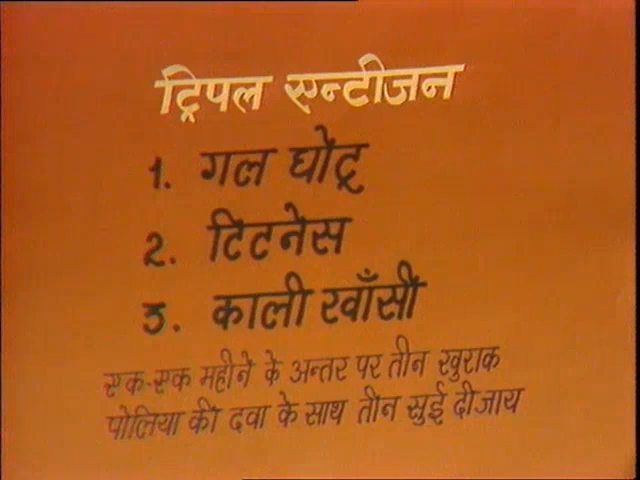 ट्रिपल एन्टीजन
1. गल घोंटू
2. टिटनेस
3. काली खाँसी
एक-एक महीने के अन्तर पर तीन खुराक
पोलिया की दवा के साथ तीन सुई दीजाय